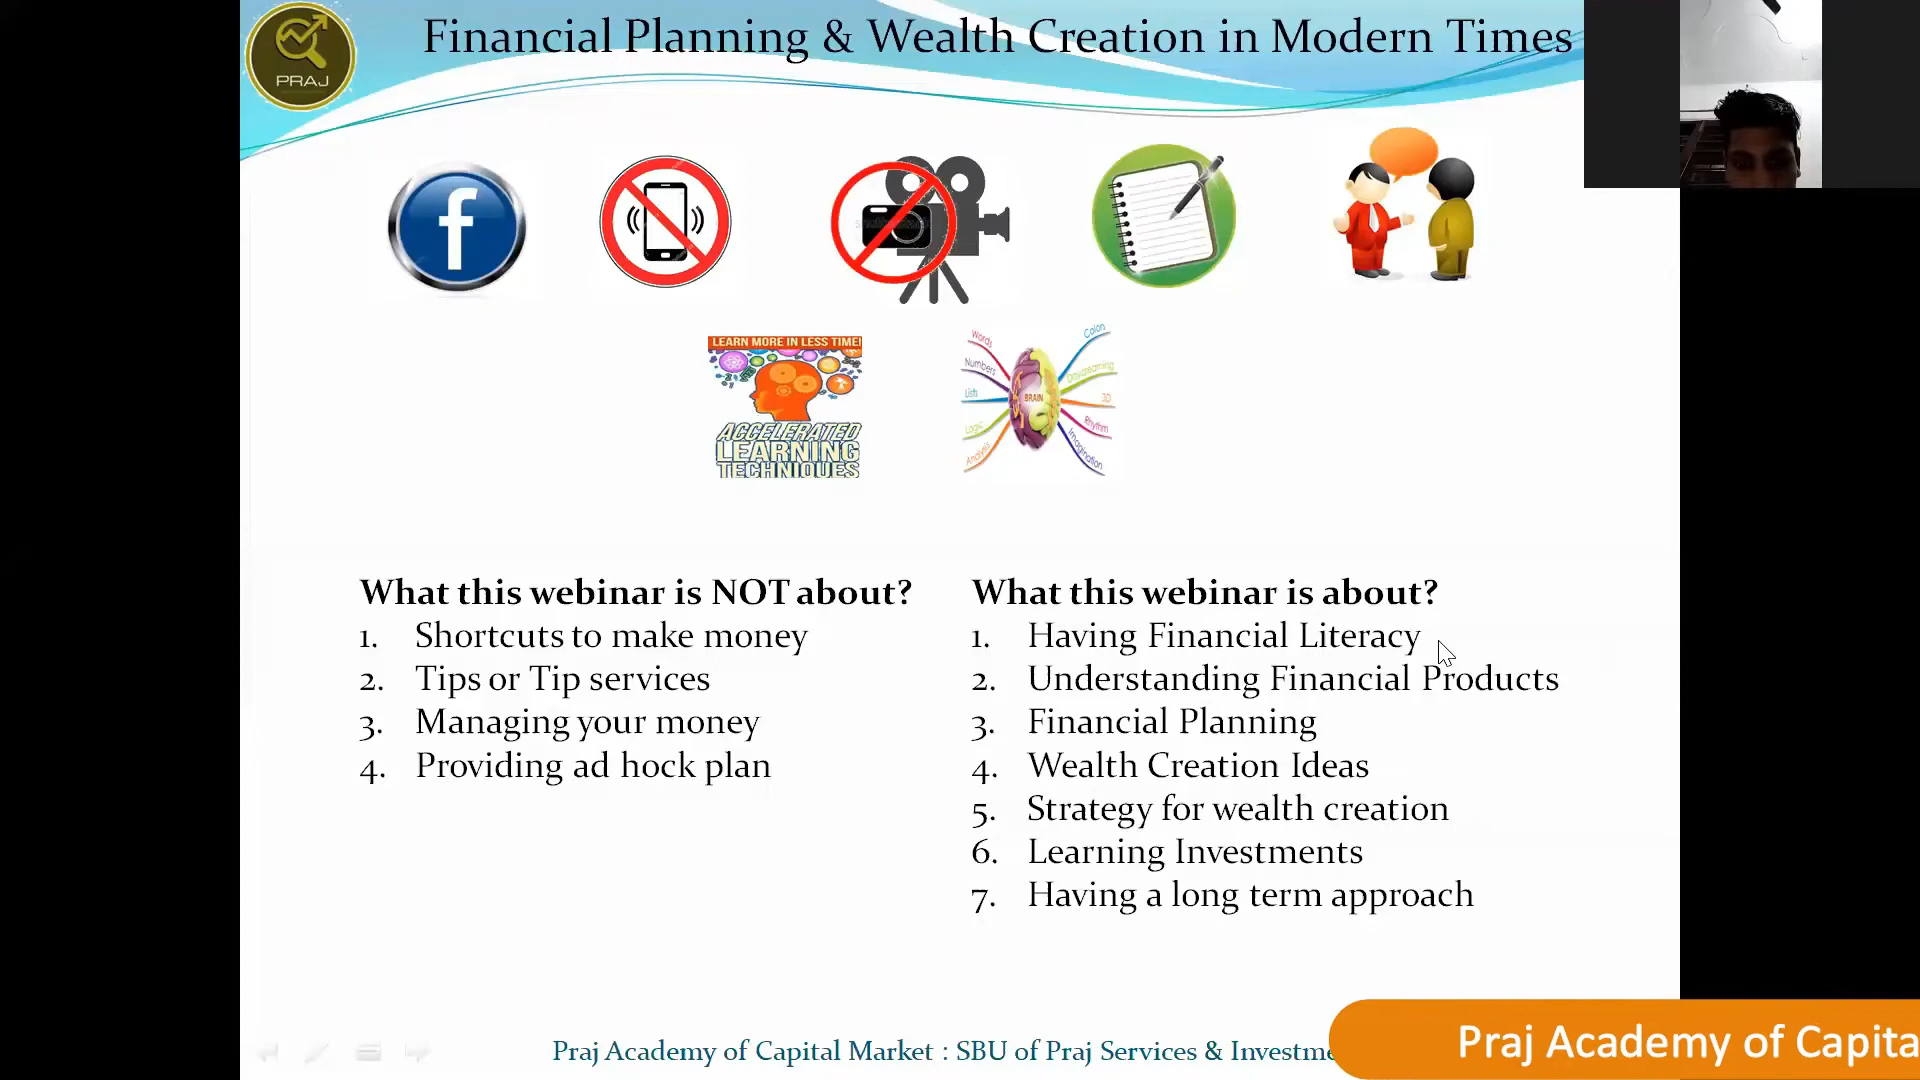 PRAJ
Financial Planning & Wealth Creation in Modern Times
f
LEARN MORE IN LESS TIME!
ACCELERATED
LEARNING
TECHNIQUES
Words
Numbers
Lists
Logic
Analysis
BRAIN
Colon
Daydreaming
3D
Rhythm
Imagination
What this webinar is NOT about?
1. Shortcuts to make money
2. Tips or Tip services
3. Managing your money
4. Providing ad hock plan
What this webinar is about?
1. Having Financial Literacy
2. Understanding Financial Products
3. Financial Planning
4. Wealth Creation Ideas
5. Strategy for wealth creation
6. Learning Investments
7. Having a long term approach
Praj Academy of Capital Market : SBU of Praj Services & Investme
Praj Academy of Capita